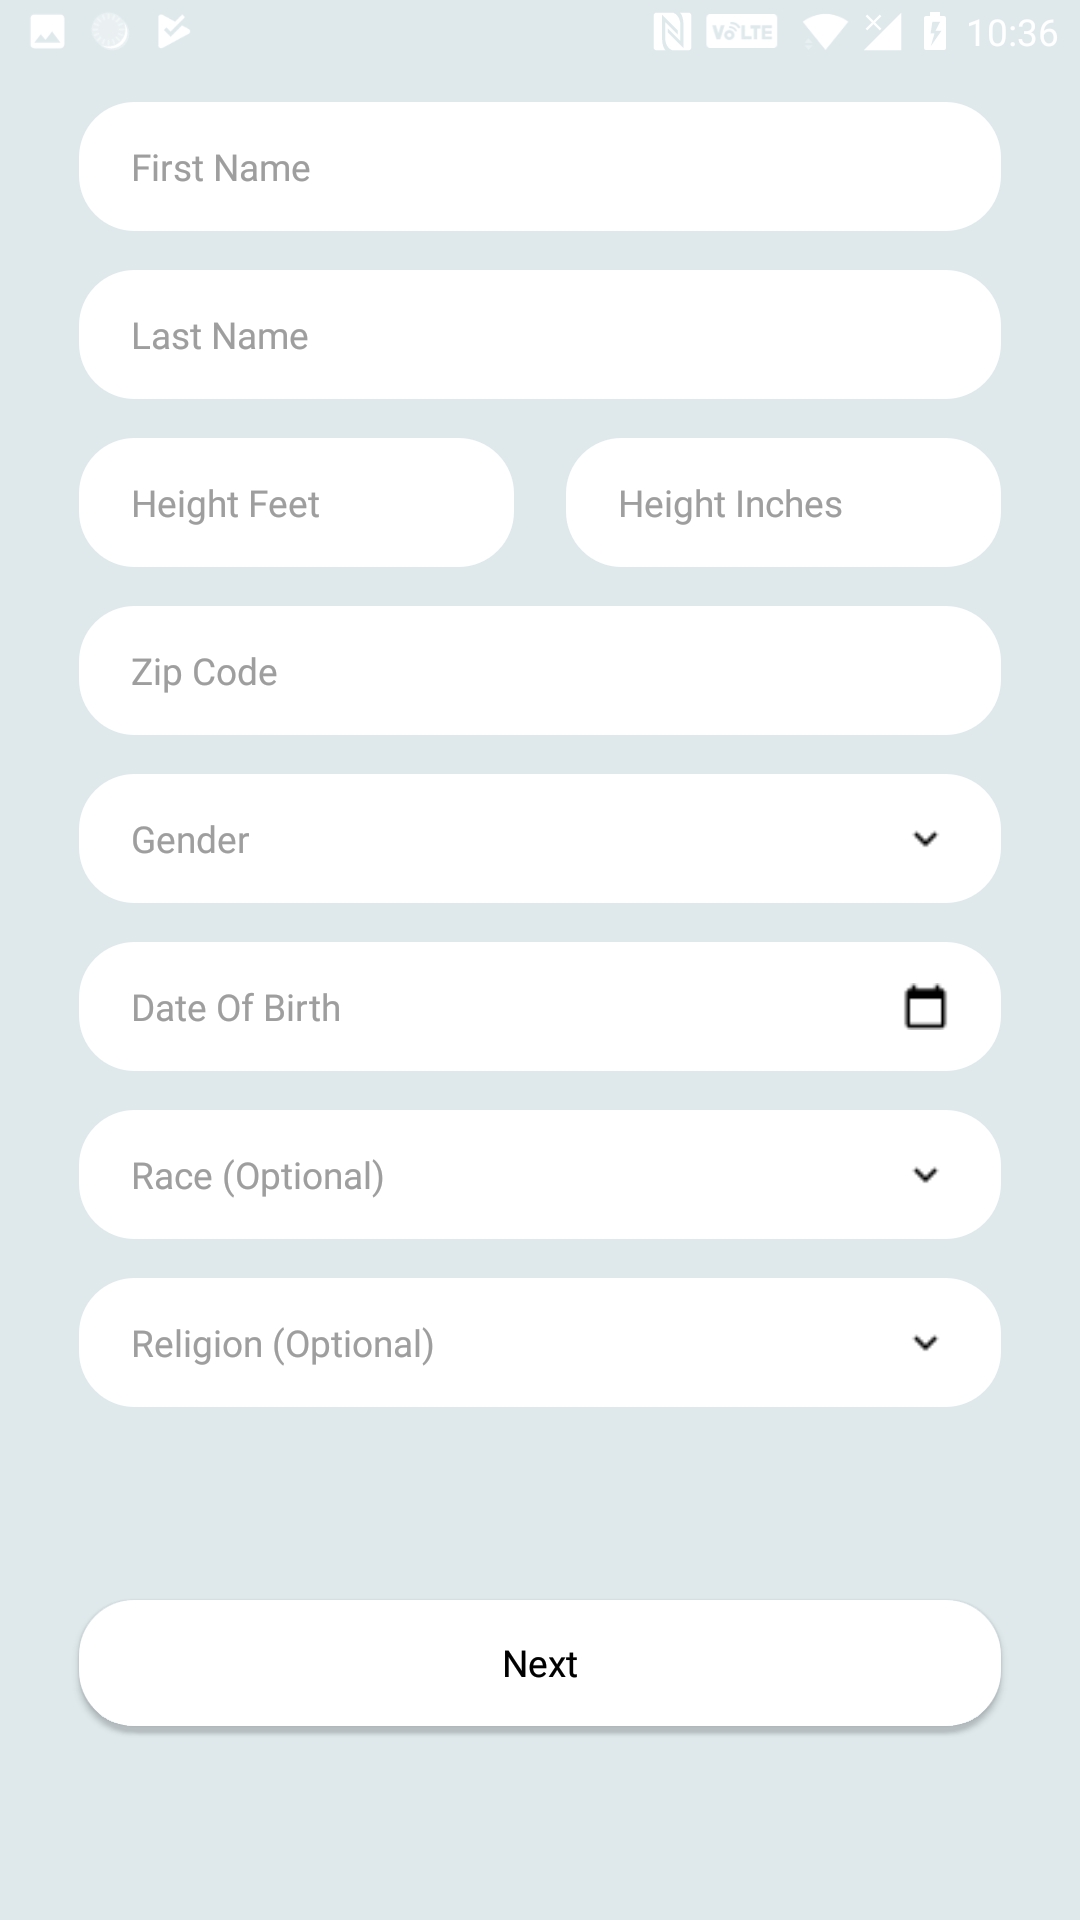 VoLTE 10:36
First Name
Last Name
Height Feet Height Inches
Zip Code
Gender
Date Of Birth
Race (Optional)
Religion (Optional)
Next